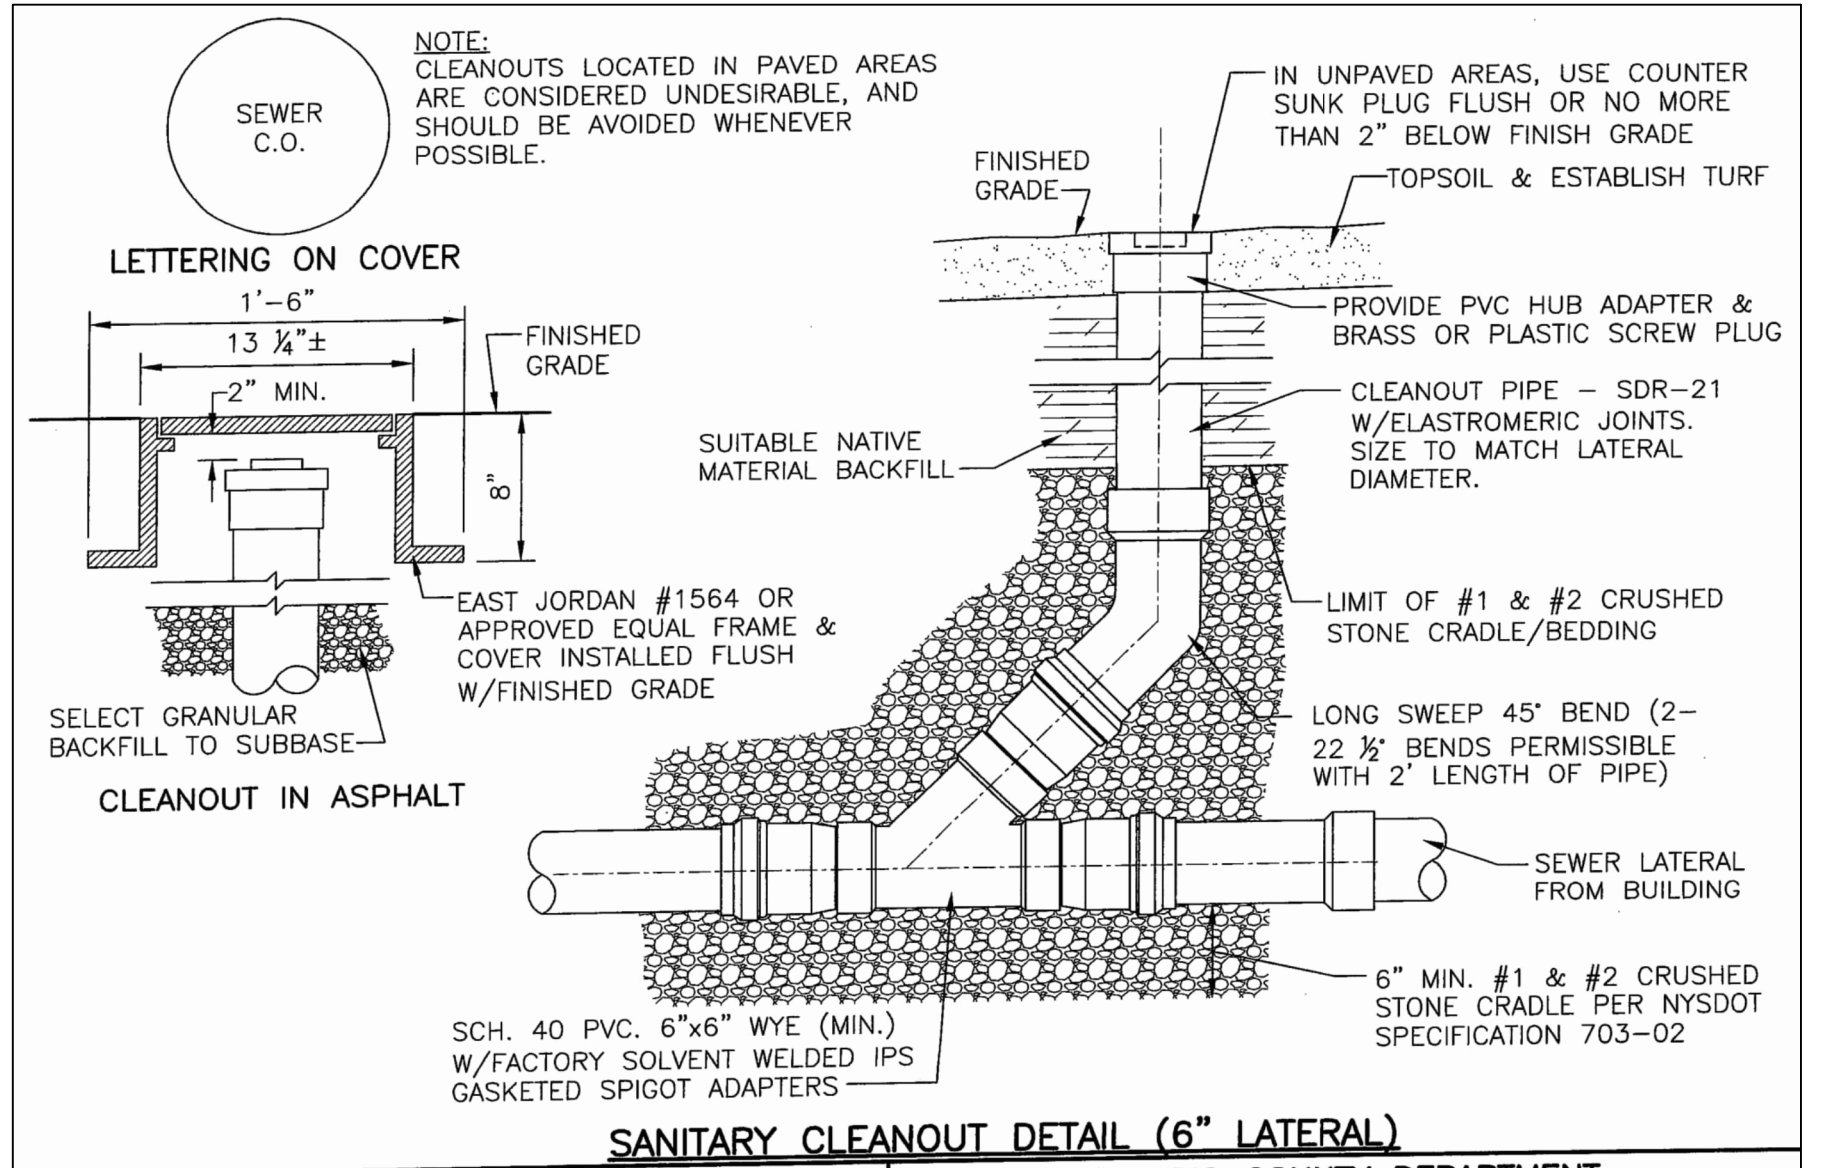 SEWER
C.O.
NOTE:
CLEANOUTS LOCATED IN PAVED AREAS
ARE CONSIDERED UNDESIRABLE, AND
SHOULD BE AVOIDED WHENEVER
POSSIBLE.
LETTERING ON COVER
1'-6"
13 ¼"±
2" MIN.
FINISHED
GRADE
8"
EAST JORDAN #1564 OR
APPROVED EQUAL FRAME &
COVER INSTALLED FLUSH
W/FINISHED GRADE
SELECT GRANULAR
BACKFILL TO SUBBASE
CLEANOUT IN ASPHALT
IN UNPAVED AREAS, USE COUNTER
SUNK PLUG FLUSH OR NO MORE
THAN 2" BELOW FINISH GRADE
FINISHED
GRADE
TOPSOIL & ESTABLISH TURF
PROVIDE PVC HUB ADAPTER &
BRASS OR PLASTIC SCREW PLUG
CLEANOUT PIPE - SDR-21
W/ELASTROMERIC JOINTS.
SIZE TO MATCH LATERAL
DIAMETER.
SUITABLE NATIVE
MATERIAL BACKFILL
LIMIT OF #1 & #2 CRUSHED
STONE CRADLE/BEDDING
LONG SWEEP 45° BEND (2-
22 ½° BENDS PERMISSIBLE
WITH 2' LENGTH OF PIPE)
SEWER LATERAL
FROM BUILDING
6" MIN. #1 & #2 CRUSHED
STONE CRADLE PER NYSDOT
SPECIFICATION 703-02
SCH. 40 PVC. 6"x6" WYE (MIN.)
W/FACTORY SOLVENT WELDED IPS
GASKETED SPIGOT ADAPTERS
SANITARY CLEANOUT DETAIL (6" LATERAL)
COUNTY DEPARTMENT